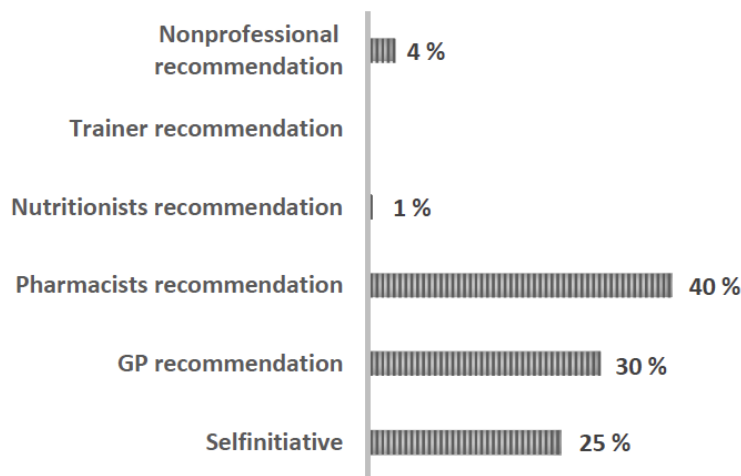 Nonprofessional
recommendation
4 %
Trainer recommendation
Nutritionists recommendation
1 %
Pharmacists recommendation
40 %
GP recommendation
30 %
Selfinitiative
25 %